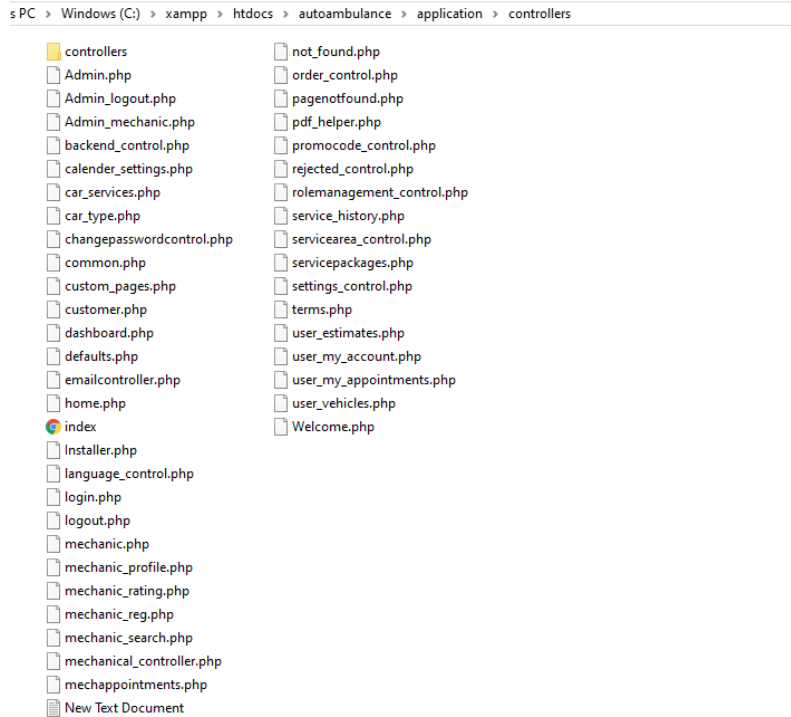 s PC > Windows (C:) > xampp > htdocs > autoambulance > application > controllers
controllers
Admin.php
Admin_logout.php
Admin_mechanic.php
backend_control.php
calender_settings.php
car_services.php
car_type.php
changepasswordcontrol.php
common.php
custom_pages.php
customer.php
dashboard.php
defaults.php
emailcontroller.php
home.php
index
Installer.php
language_control.php
login.php
logout.php
mechanic.php
mechanic_profile.php
mechanic_rating.php
mechanic_reg.php
mechanic_search.php
mechanical_controller.php
mechappointments.php
New Text Document
not_found.php
order_control.php
pagenotfound.php
pdf_helper.php
promocode_control.php
rejected_control.php
rolemanagement_control.php
service_history.php
servicearea_control.php
servicepackages.php
settings_control.php
terms.php
user_estimates.php
user_my_account.php
user_my_appointments.php
user_vehicles.php
Welcome.php